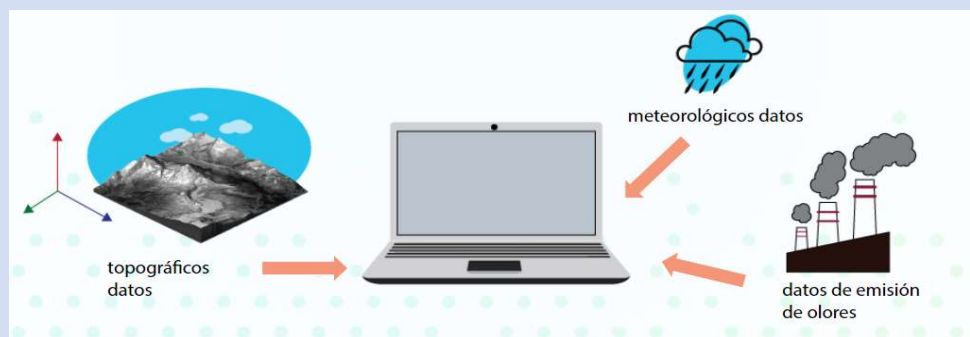 meteorológicos datos
topográficos
datos
datos de emisión
de olores